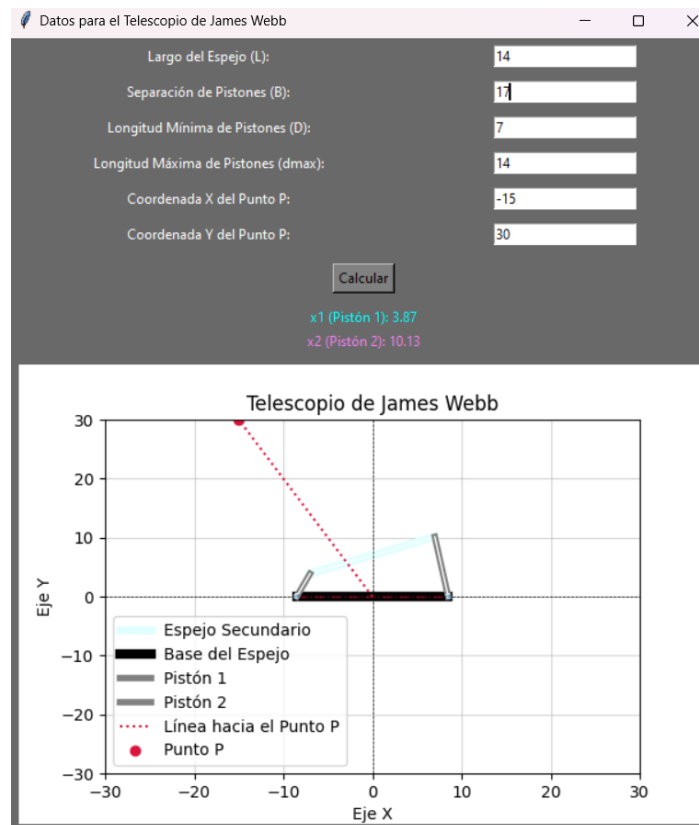 Datos para el Telescopio de James Webb
Largo del Espejo (L): 14
Separación de Pistones (B): 17
Longitud Mínima de Pistones (D): 7
Longitud Máxima de Pistones (dmax): 14
Coordenada X del Punto P: -15
Coordenada Y del Punto P: 30
Calcular
x1 (Pistón 1): 3.87
x2 (Pistón 2): 10.13
Telescopio de James Webb
30
20
10
0
−10
−20
−30
Eje Y
Espejo Secundario
Base del Espejo
Pistón 1
Pistón 2
Línea hacia el Punto P
Punto P
−30 −20 −10 0 10 20 30
Eje X